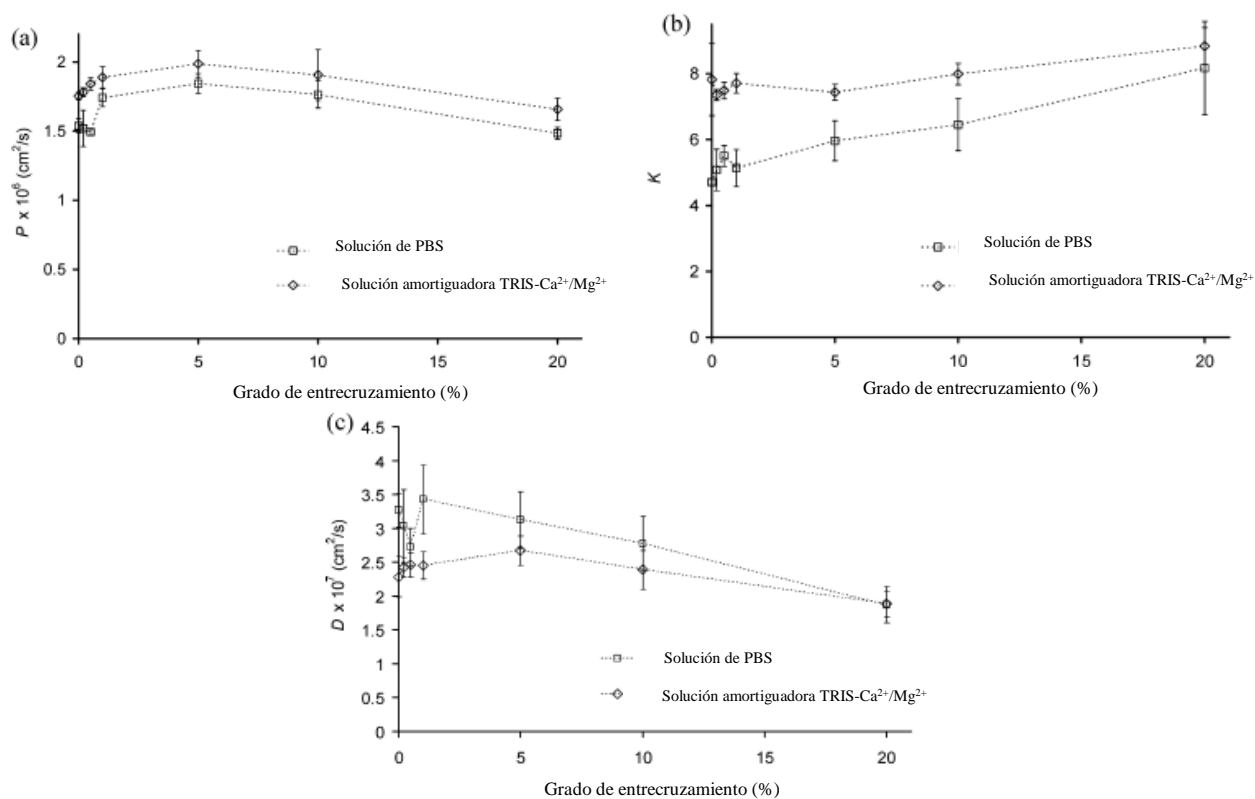 (a)
2
1.5
1
0.5
0
P x 10⁶ (cm²/s)
Solución de PBS
Solución amortiguadora TRIS-Ca²⁺/Mg²⁺
0 5 10 15 20
Grado de entrecruzamiento (%)
(b)
8
6
4
2
0
K
Solución de PBS
Solución amortiguadora TRIS-Ca²⁺/Mg²⁺
0 5 10 15 20
Grado de entrecruzamiento (%)
(c)
4.5
4
3.5
3
2.5
2
1.5
1
0.5
0
D x 10⁷ (cm²/s)
Solución de PBS
Solución amortiguadora TRIS-Ca²⁺/Mg²⁺
0 5 10 15 20
Grado de entrecruzamiento (%)